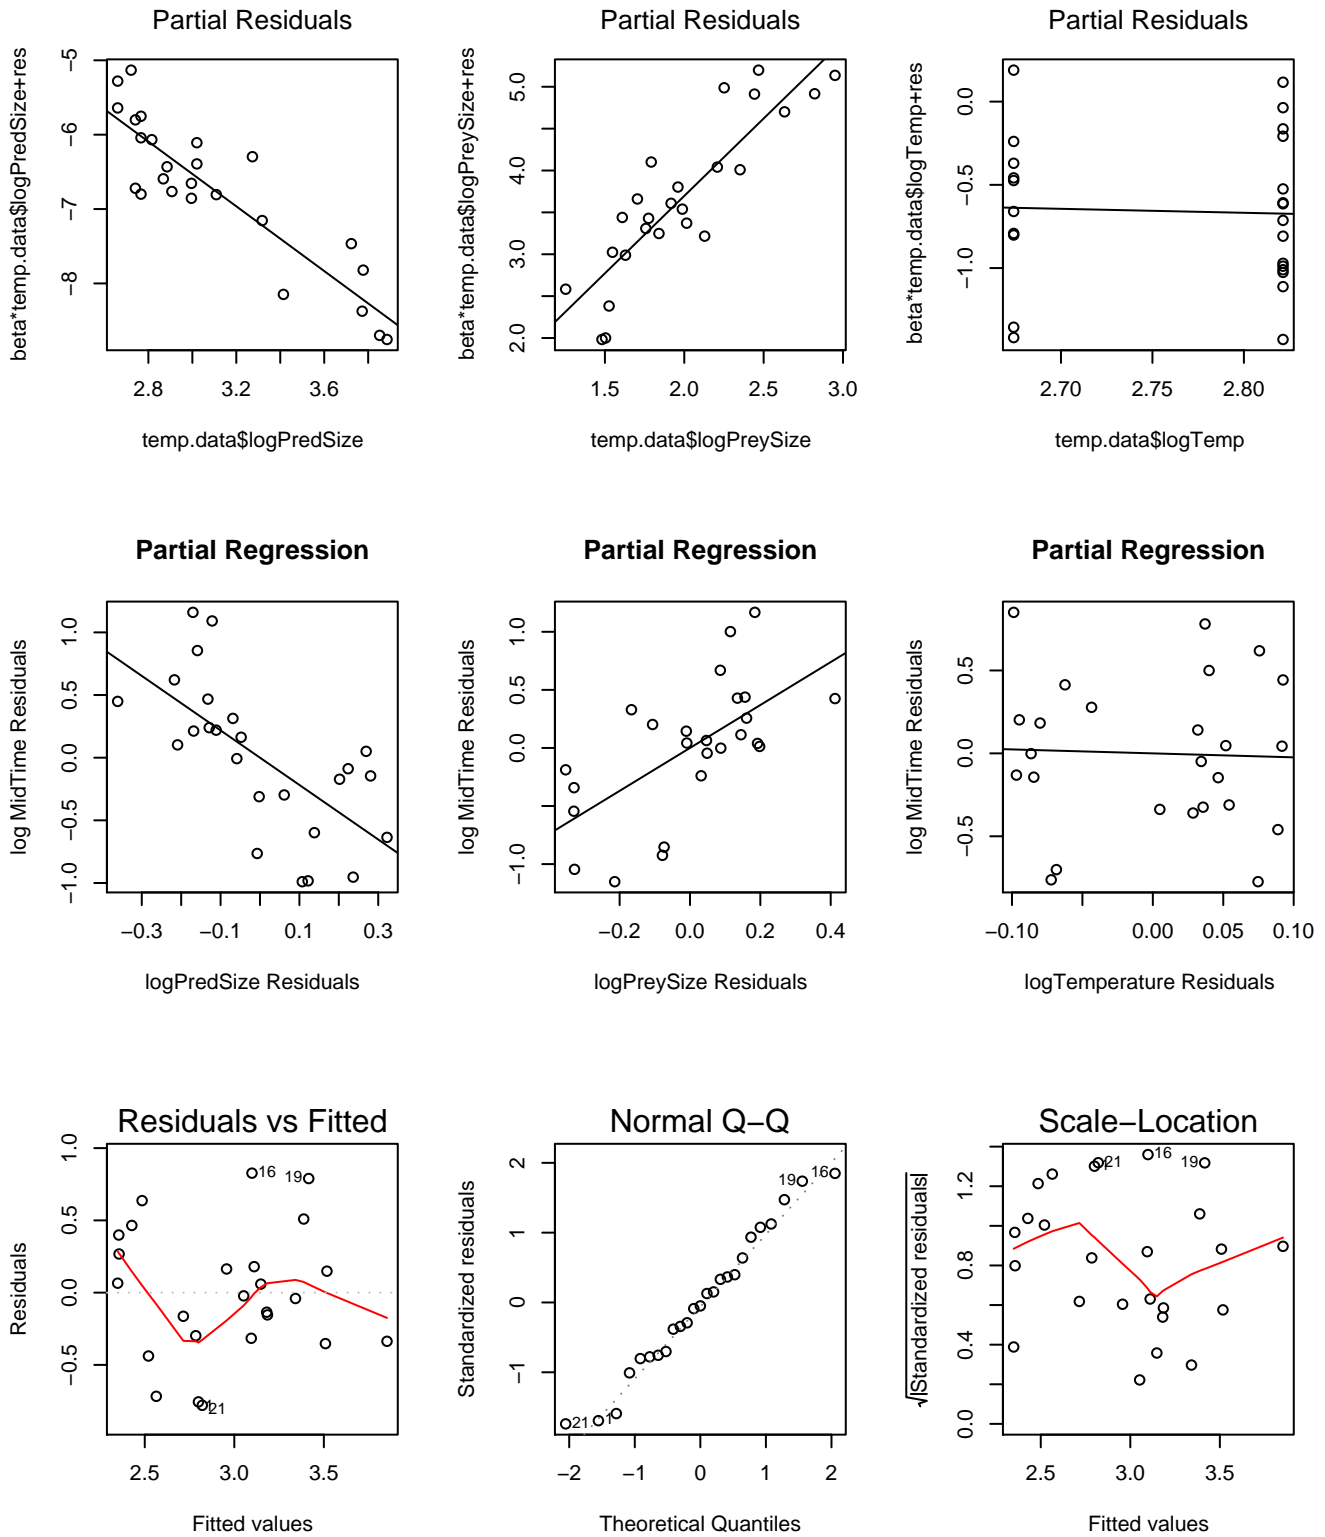 Partial Residuals
beta*temp.data$logPredSize+res
−5
−6
−7
−8
2.8
3.2
3.6
temp.data$logPredSize
Partial Residuals
beta*temp.data$logPreySize+res
5.0
4.0
3.0
2.0
1.5
2.0
2.5
3.0
temp.data$logPreySize
Partial Residuals
beta*temp.data$logTemp+res
0.0
−0.5
−1.0
2.70
2.75
2.80
temp.data$logTemp
Partial Regression
log MidTime Residuals
1.0
0.5
0.0
−0.5
−1.0
−0.3
−0.1
0.1
0.3
logPredSize Residuals
Partial Regression
log MidTime Residuals
1.0
0.5
0.0
−1.0
−0.2
0.0
0.2
0.4
logPreySize Residuals
Partial Regression
log MidTime Residuals
0.5
0.0
−0.5
−0.10
0.00
0.05
0.10
logTemperature Residuals
Residuals vs Fitted
Residuals
1.0
0.5
0.0
−0.5
16
19
1
21
2.5
3.0
3.5
Fitted values
Normal Q−Q
Standardized residuals
2
1
0
−1
19
16
21
1
−2
−1
0
1
2
Theoretical Quantiles
Scale−Location
√|Standardized residuals|
1.2
0.8
0.4
0.0
1
21
16
19
2.5
3.0
3.5
Fitted values